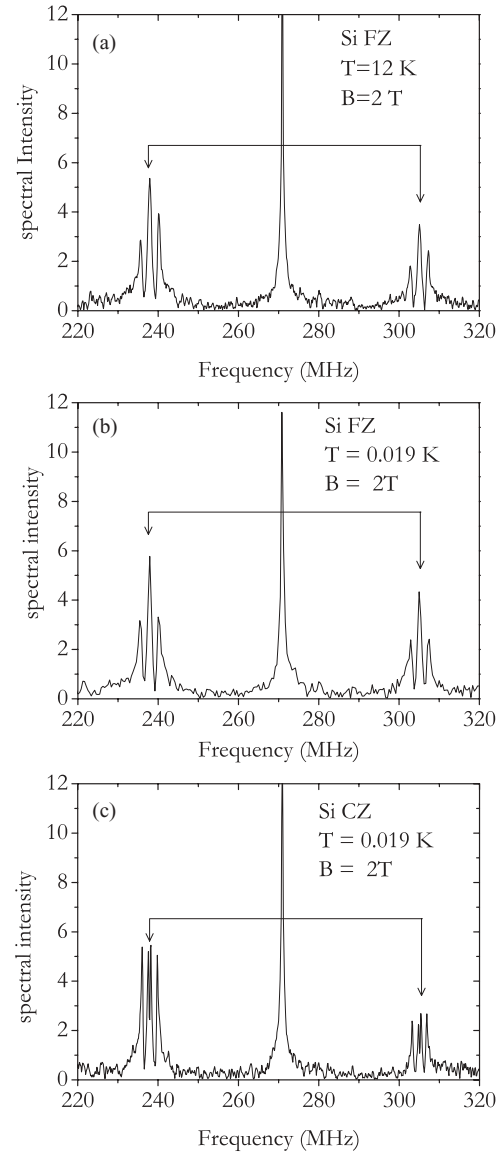 (a)
Si FZ
T=12 K
B=2 T
spectral Intensity
12
10
8
6
4
2
0
220 240 260 280 300 320
Frequency (MHz)
(b)
Si FZ
T = 0.019 K
B = 2T
spectral intensity
12
10
8
6
4
2
0
220 240 260 280 300 320
Frequency (MHz)
(c)
Si CZ
T = 0.019 K
B = 2T
spectral intensity
12
10
8
6
4
2
0
220 240 260 280 300 320
Frequency (MHz)